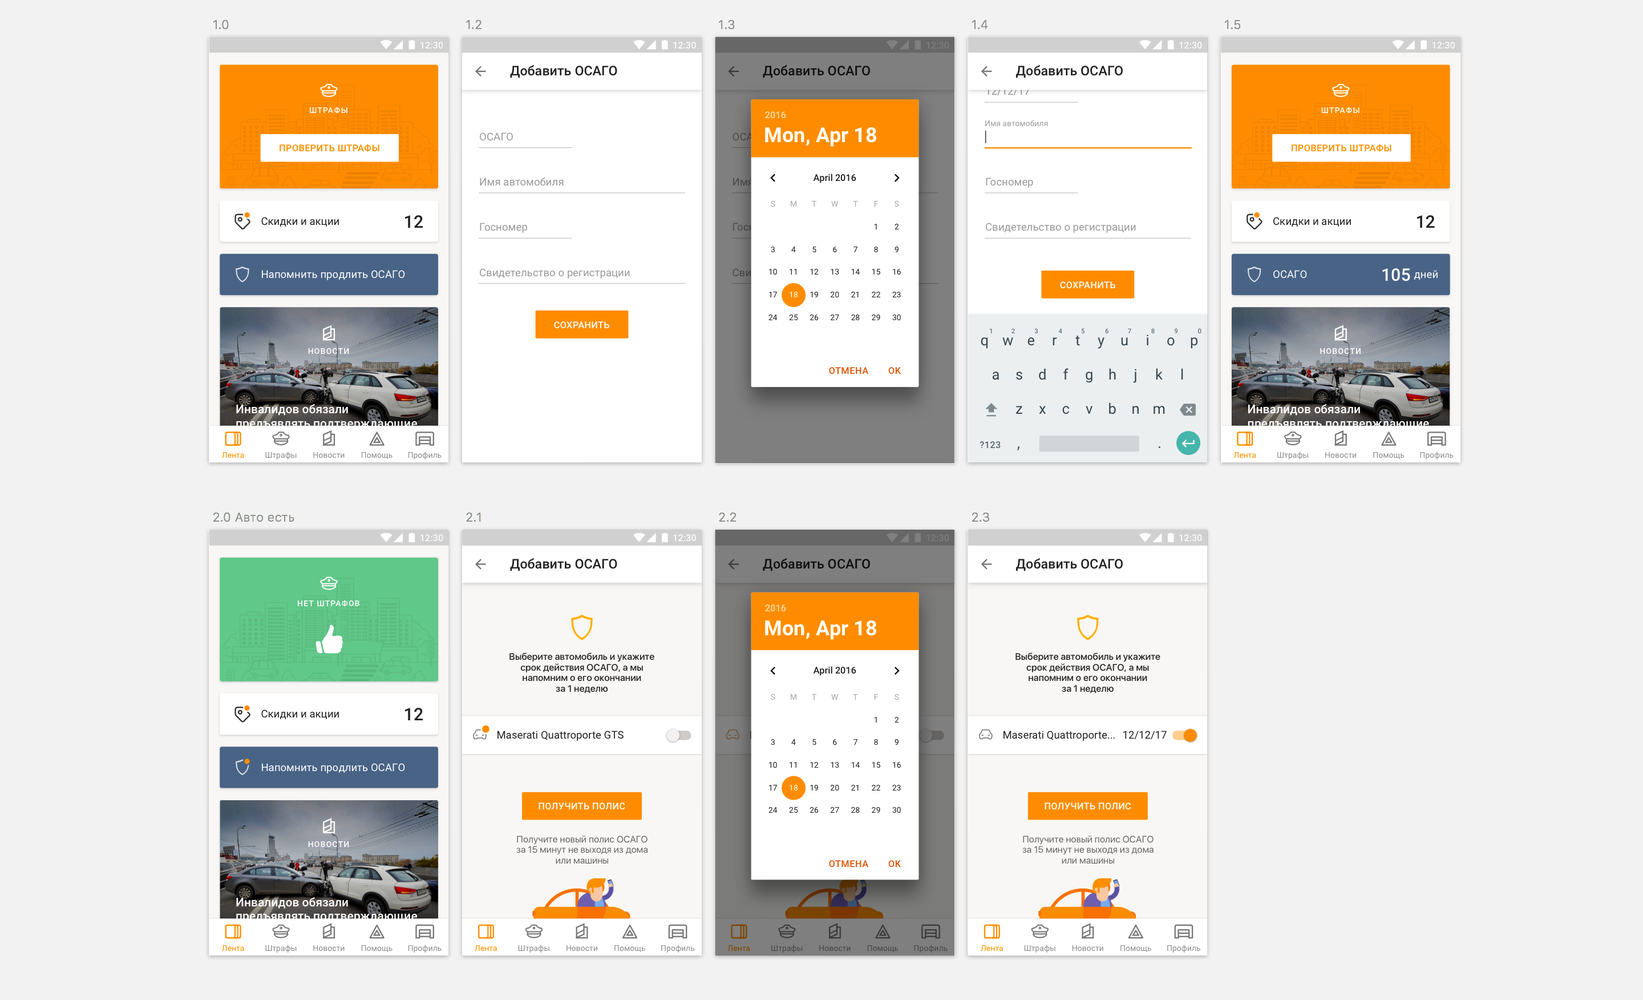 1.0
12:30
ШТРАФЫ
ПРОВЕРИТЬ ШТРАФЫ
Скидки и акции 12
Напомнить продлить ОСАГО
НОВОСТИ
Инвалидов обязали
предъявлять подтверждающие
Лента Штрафы Новости Помощь Профиль
1.2
12:30
Добавить ОСАГО
ОСАГО
Имя автомобиля
Госномер
Свидетельство о регистрации
СОХРАНИТЬ
1.3
12:30
Добавить ОСАГО
ОСА
Имя
Гос
Сви
2016
Mon, Apr 18
April 2016
S M T W T F S
1 2
3 4 5 6 7 8 9
10 11 12 13 14 15 16
17 18 19 20 21 22 23
24 25 26 27 28 29 30
ОТМЕНА OK
1.4
12:30
Добавить ОСАГО
12/12/17
Имя автомобиля
Госномер
Свидетельство о регистрации
СОХРАНИТЬ
1 2 3 4 5 6 7 8 9 0
q w e r t y u i o p
a s d f g h j k l
z x c v b n m
?123 , .
1.5
12:30
ШТРАФЫ
ПРОВЕРИТЬ ШТРАФЫ
Скидки и акции 12
ОСАГО 105 дней
НОВОСТИ
Инвалидов обязали
предъявлять подтверждающие
Лента Штрафы Новости Помощь Профиль
2.0 Авто есть
12:30
НЕТ ШТРАФОВ
Скидки и акции 12
Напомнить продлить ОСАГО
НОВОСТИ
Инвалидов обязали
предъявлять подтверждающие
Лента Штрафы Новости Помощь Профиль
2.1
12:30
Добавить ОСАГО
Выберите автомобиль и укажите
срок действия ОСАГО, а мы
напомним о его окончании
за 1 неделю
Maserati Quattroporte GTS
ПОЛУЧИТЬ ПОЛИС
Получите новый полис ОСАГО
за 15 минут не выходя из дома
или машины
Лента Штрафы Новости Помощь Профиль
2.2
12:30
Добавить ОСАГО
2016
Mon, Apr 18
April 2016
S M T W T F S
1 2
3 4 5 6 7 8 9
10 11 12 13 14 15 16
17 18 19 20 21 22 23
24 25 26 27 28 29 30
ОТМЕНА OK
Лента Штрафы Новости Помощь Профиль
2.3
12:30
Добавить ОСАГО
Выберите автомобиль и укажите
срок действия ОСАГО, а мы
напомним о его окончании
за 1 неделю
Maserati Quattroporte... 12/12/17
ПОЛУЧИТЬ ПОЛИС
Получите новый полис ОСАГО
за 15 минут не выходя из дома
или машины
Лента Штрафы Новости Помощь Профиль